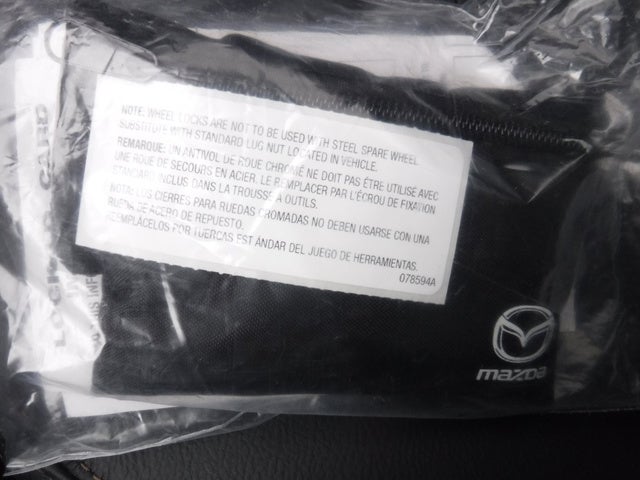 NOTE: WHEEL LOCKS ARE NOT TO BE USED WITH STEEL SPARE WHEEL.
SUBSTITUTE WITH STANDARD LUG NUT LOCATED IN VEHICLE.
REMARQUE: UN ANTIVOL DE ROUE CHROMÉ NE DOIT PAS ÊTRE UTILISÉ AVEC
UNE ROUE DE SECOURS EN ACIER. LE REMPLACER PAR L'ÉCROU DE FIXATION
STANDARD INCLUS DANS LA TROUSSE À OUTILS.
NOTA: LOS CIERRES PARA RUEDAS CROMADAS NO DEBEN USARSE CON UNA
RUEDA DE ACERO DE REPUESTO.
REEMPLÁCELOS POR TUERCAS ESTÁNDAR DEL JUEGO DE HERRAMIENTAS.
078594A
mazda
CARD